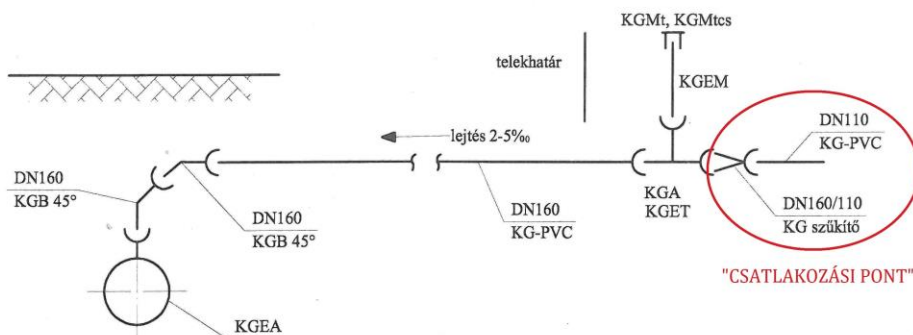 KGMt, KGMtcs
telekhatár
KGEM
lejtés 2-5‰
DN110
KG-PVC
DN160
KGB 45°
DN160
KGB 45°
DN160
KG-PVC
KGA
KGET
DN160/110
KG szűkítő
"CSATLAKOZÁSI PONT"
KGEA